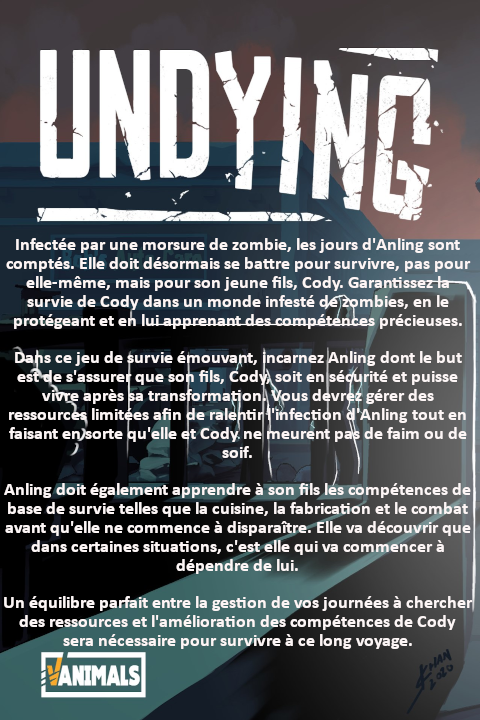 UNDYING
Infectée par une morsure de zombie, les jours d'Anling sont
comptés. Elle doit désormais se battre pour survivre, pas pour
elle-même, mais pour son jeune fils, Cody. Garantissez la
survie de Cody dans un monde infesté de zombies, en le
protégeant et en lui apprenant des compétences précieuses.
Dans ce jeu de survie émouvant, incarnez Anling dont le but
est de s'assurer que son fils, Cody, soit en sécurité et puisse
vivre après sa transformation. Vous devrez gérer des
ressources limitées afin de ralentir l'infection d'Anling tout en
faisant en sorte qu'elle et Cody ne meurent pas de faim ou de
soif.
Anling doit également apprendre à son fils les compétences de
base de survie telles que la cuisine, la fabrication et le combat
avant qu'elle ne commence à disparaître. Elle va découvrir que
dans certaines situations, c'est elle qui va commencer à
dépendre de lui.
Un équilibre parfait entre la gestion de vos journées à chercher
des ressources et l'amélioration des compétences de Cody
sera nécessaire pour survivre à ce long voyage.
VANIMALS
2020